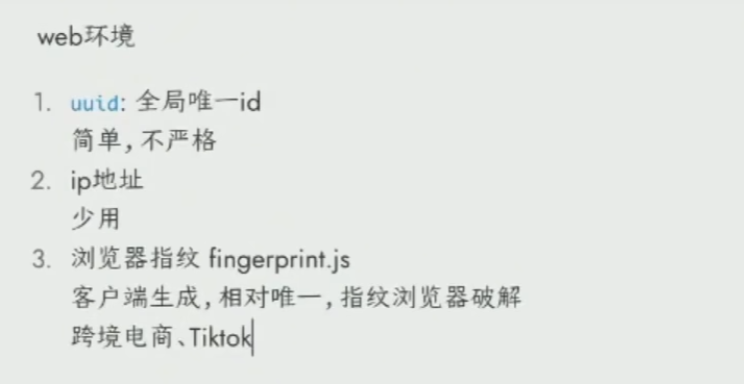 web环境
1. uuid: 全局唯一id
简单,不严格
2. ip地址
少用
3. 浏览器指纹 fingerprint.js
客户端生成,相对唯一,指纹浏览器破解
跨境电商、Tiktok